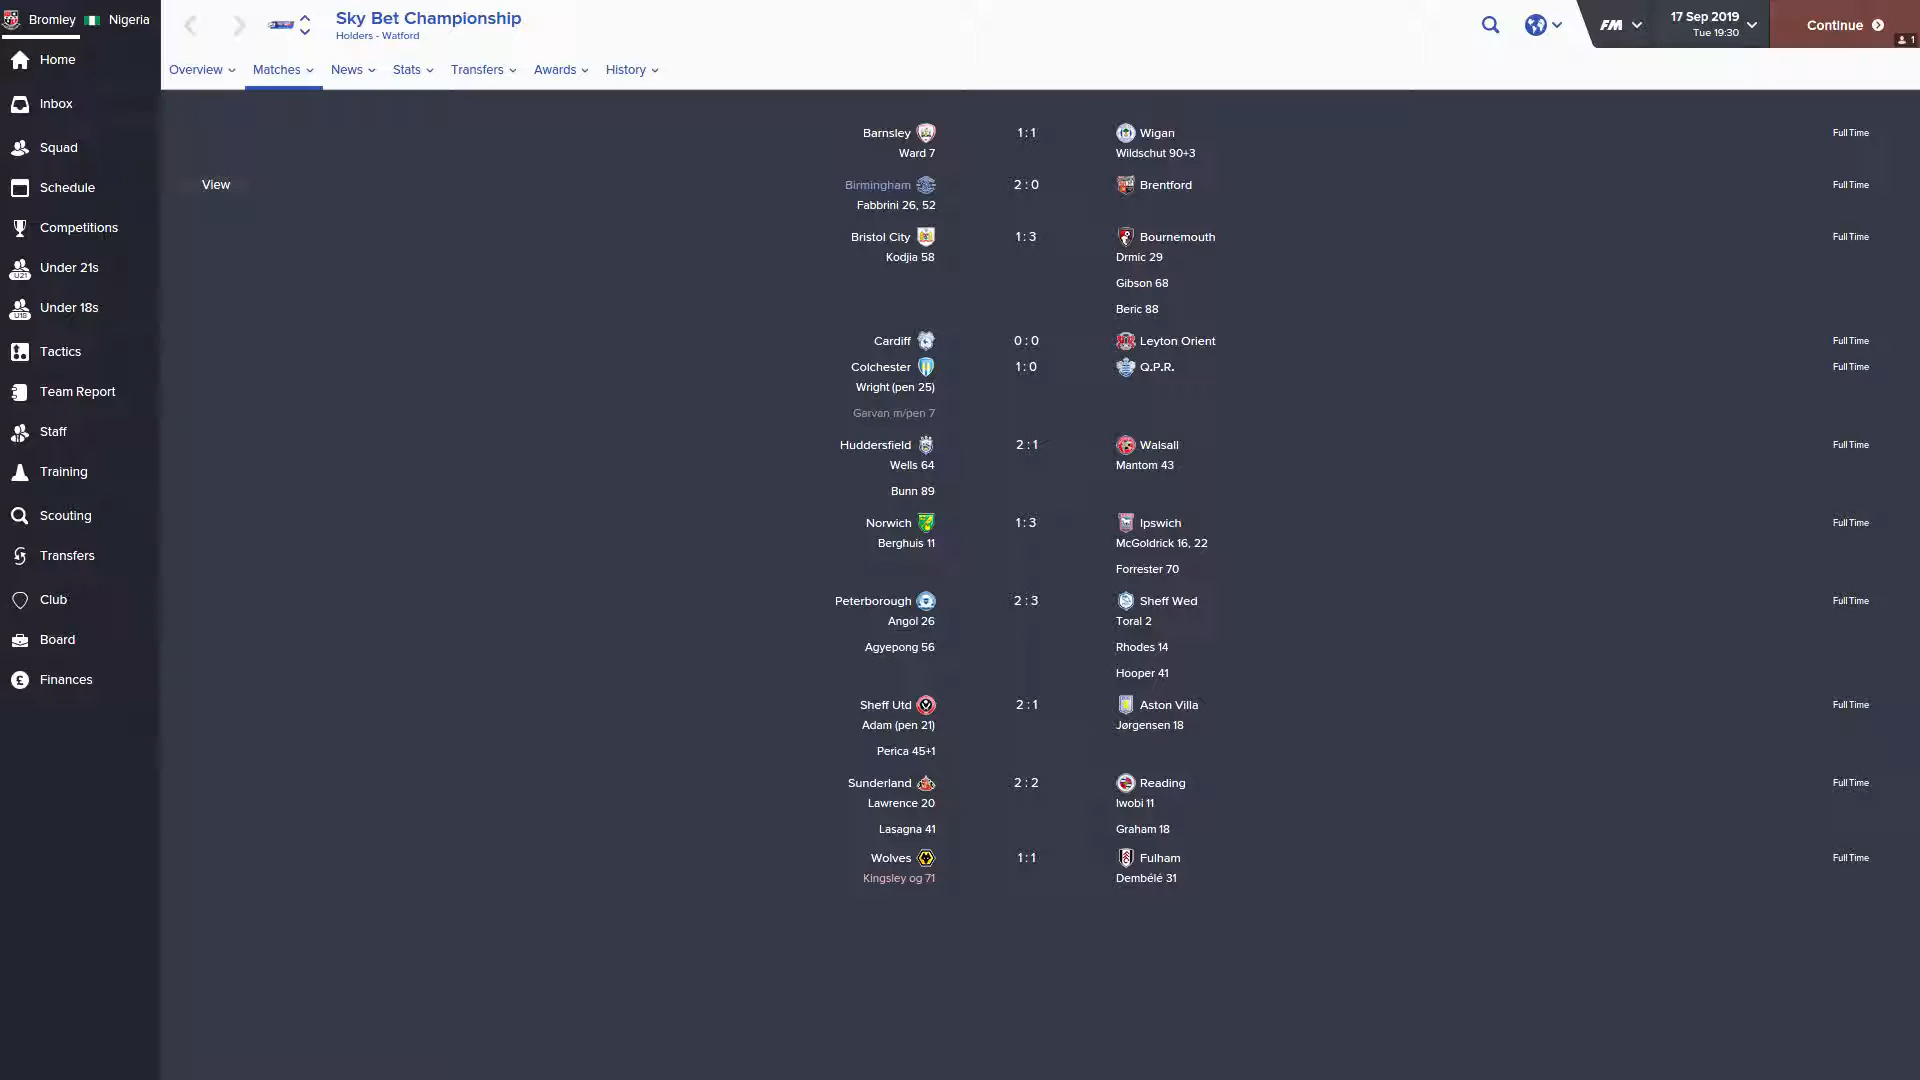 Bromley Nigeria
Home
Inbox
Squad
Schedule
Competitions
Under 21s
Under 18s
Tactics
Team Report
Staff
Training
Scouting
Transfers
Club
Board
Finances
Sky Bet Championship
Holders - Watford
FM
17 Sep 2019
Tue 19:30
Continue
1
Overview Matches News Stats Transfers Awards History
Barnsley 1 : 1 Wigan Full Time
Ward 7 Wildschut 90+3
View Birmingham 2 : 0 Brentford Full Time
Fabbrini 26, 52
Bristol City 1 : 3 Bournemouth Full Time
Kodjia 58 Drmic 29
Gibson 68
Beric 88
Cardiff 0 : 0 Leyton Orient Full Time
Colchester 1 : 0 Q.P.R. Full Time
Wright (pen 25)
Garvan m/pen 7
Huddersfield 2 : 1 Walsall Full Time
Wells 64 Mantom 43
Bunn 89
Norwich 1 : 3 Ipswich Full Time
Berghuis 11 McGoldrick 16, 22
Forrester 70
Peterborough 2 : 3 Sheff Wed Full Time
Angol 26 Toral 2
Agyepong 56 Rhodes 14
Hooper 41
Sheff Utd 2 : 1 Aston Villa Full Time
Adam (pen 21) Jørgensen 18
Perica 45+1
Sunderland 2 : 2 Reading Full Time
Lawrence 20 Iwobi 11
Lasagna 41 Graham 18
Wolves 1 : 1 Fulham Full Time
Kingsley og 71 Dembélé 31